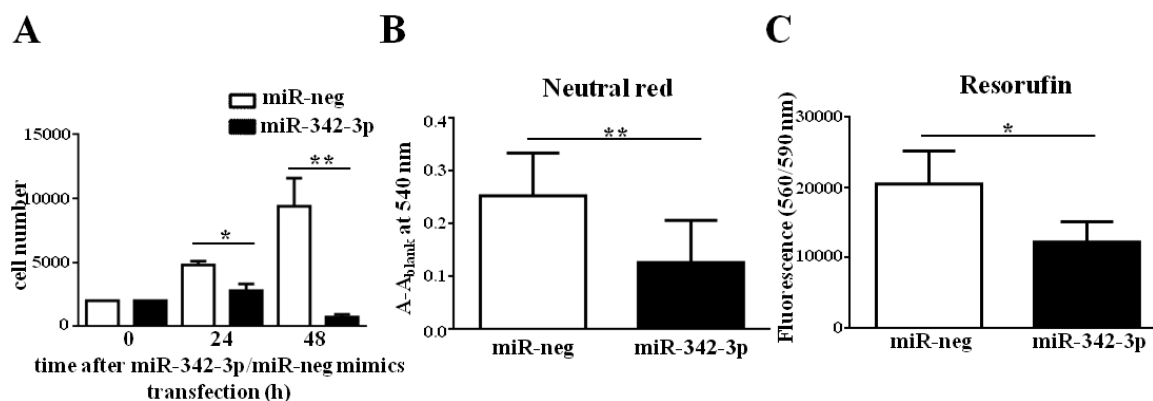 A
miR-neg
miR-342-3p
15000
10000
5000
0
cell number
*
**
0 24 48
time after miR-342-3p/miR-neg mimics
transfection (h)
B
Neutral red
0.4
0.3
0.2
0.1
0.0
A-Ablank at 540 nm
**
miR-neg miR-342-3p
C
Resorufin
30000
20000
10000
0
Fluorescence (560/590 nm)
*
miR-neg miR-342-3p